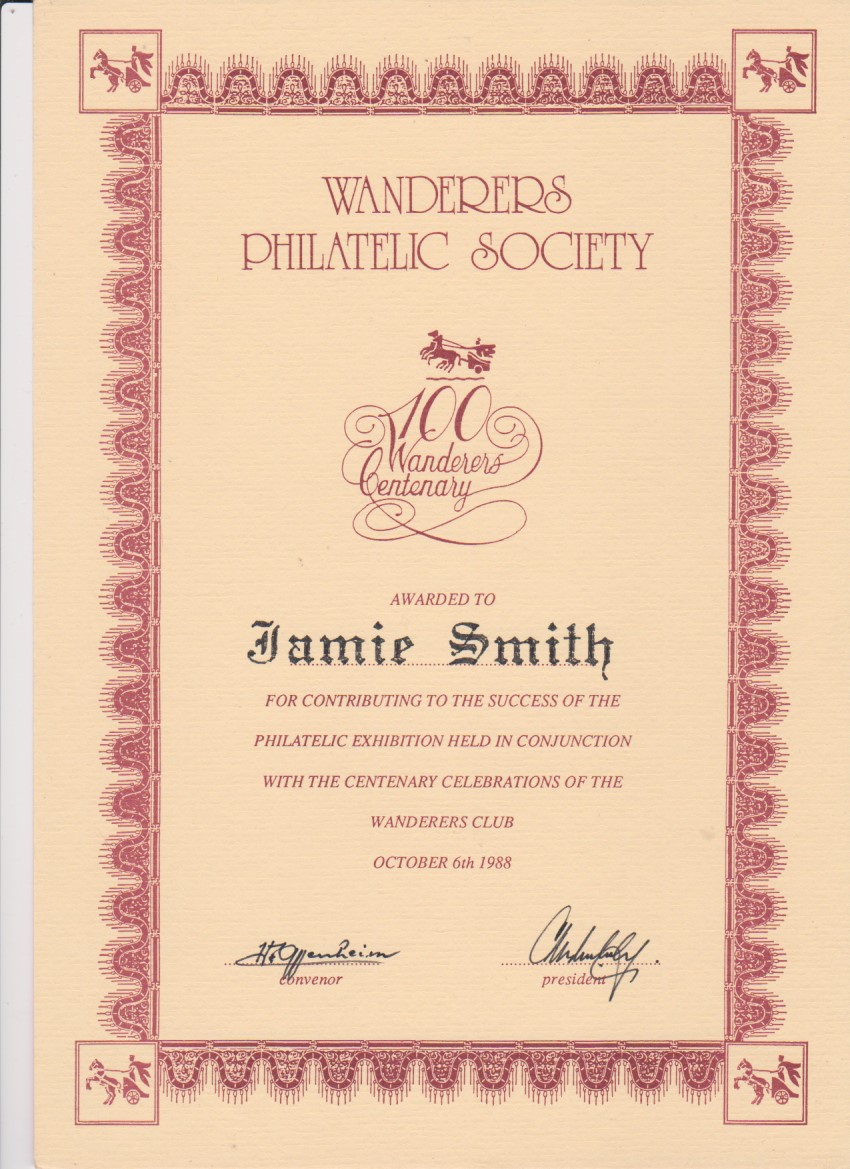 WANDERERS
PHILATELIC SOCIETY
100
Wanderers
Centenary
AWARDED TO
Jamie Smith
FOR CONTRIBUTING TO THE SUCCESS OF THE
PHILATELIC EXHIBITION HELD IN CONJUNCTION
WITH THE CENTENARY CELEBRATIONS OF THE
WANDERERS CLUB
OCTOBER 6th 1988
H. Oppenheim
convenor
president